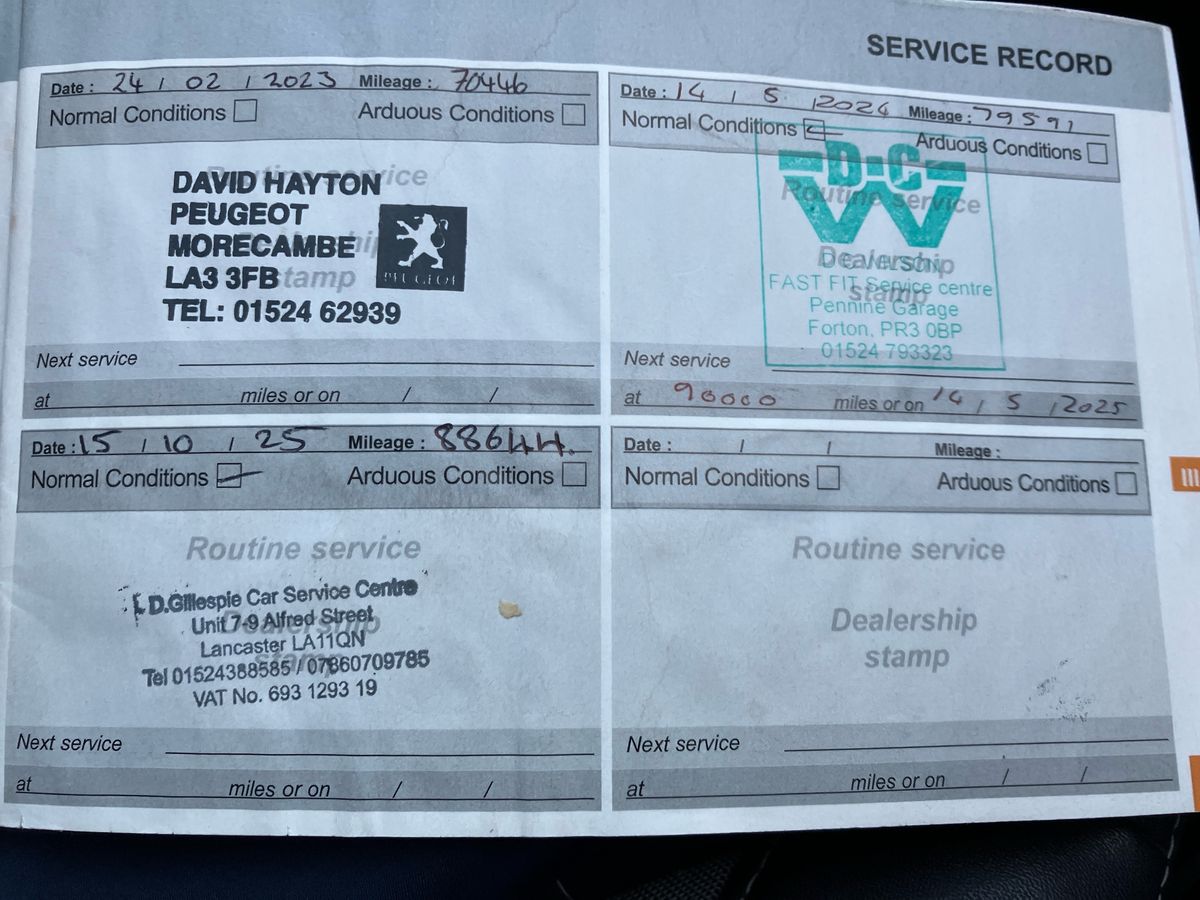 SERVICE RECORD
Date : 24 / 02 / 2023 Mileage : 70446
Normal Conditions Arduous Conditions
Routine service
DAVID HAYTON
PEUGEOT
MORECAMBE
LA3 3FB
TEL: 01524 62939
PEUGEOT
Dealership
stamp
Next service
at miles or on / /
Date : 14 / 5 / 2024 Mileage : 79591
Normal Conditions Arduous Conditions
D·C
W
Routine service
Dealership
stamp
FAST FIT Service centre
Pennine Garage
Forton, PR3 0BP
01524 793323
Next service
at 90000 miles or on 14 / 5 / 2025
Date : 15 / 10 / 25 Mileage : 88644.
Normal Conditions Arduous Conditions
Routine service
D.Gillespie Car Service Centre
Unit 7-9 Alfred Street
Lancaster LA11QN
Tel 01524388585 / 07860709785
VAT No. 693 1293 19
Dealership
stamp
Next service
at miles or on / /
Date : / / Mileage :
Normal Conditions Arduous Conditions
Routine service
Dealership
stamp
Next service
at miles or on / /
III